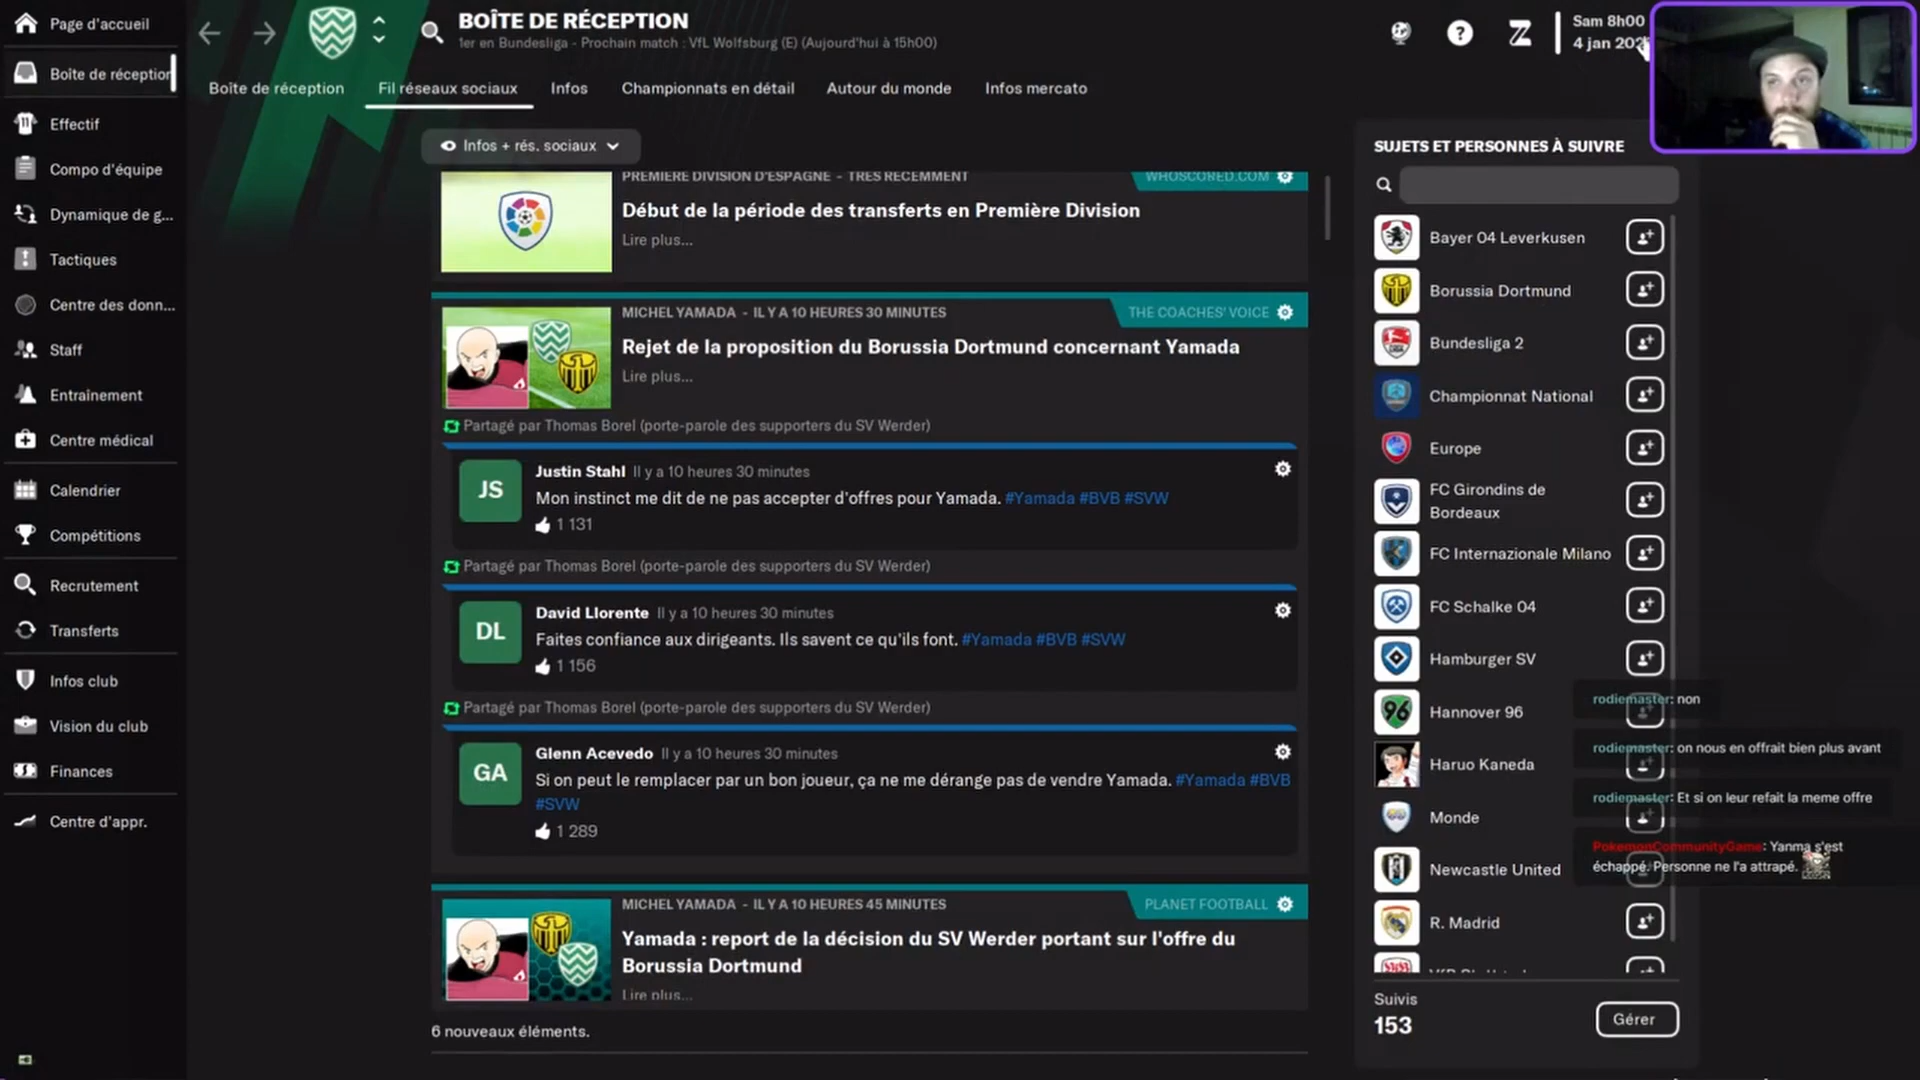 Page d'accueil
Boîte de réception
Effectif
Compo d'équipe
Dynamique de g...
Tactiques
Centre des donn...
Staff
Entraînement
Centre médical
Calendrier
Compétitions
Recrutement
Transferts
Infos club
Vision du club
Finances
Centre d'appr.
BOÎTE DE RÉCEPTION
1er en Bundesliga - Prochain match : VfL Wolfsburg (E) (Aujourd'hui à 15h00)
Sam 8h00
4 jan
Boîte de réception
Fil réseaux sociaux
Infos
Championnats en détail
Autour du monde
Infos mercato
Infos + rés. sociaux
PREMIÈRE DIVISION D'ESPAGNE - TRÈS RÉCEMMENT
WHOSCORED.COM
Début de la période des transferts en Première Division
Lire plus...
MICHEL YAMADA - IL Y A 10 HEURES 30 MINUTES
THE COACHES' VOICE
Rejet de la proposition du Borussia Dortmund concernant Yamada
Lire plus...
Partagé par Thomas Borel (porte-parole des supporters du SV Werder)
JS
Justin Stahl Il y a 10 heures 30 minutes
Mon instinct me dit de ne pas accepter d'offres pour Yamada. #Yamada #BVB #SVW
1 131
Partagé par Thomas Borel (porte-parole des supporters du SV Werder)
DL
David Llorente Il y a 10 heures 30 minutes
Faites confiance aux dirigeants. Ils savent ce qu'ils font. #Yamada #BVB #SVW
1 156
Partagé par Thomas Borel (porte-parole des supporters du SV Werder)
GA
Glenn Acevedo Il y a 10 heures 30 minutes
Si on peut le remplacer par un bon joueur, ça ne me dérange pas de vendre Yamada. #Yamada #BVB
#SVW
1 289
MICHEL YAMADA - IL Y A 10 HEURES 45 MINUTES
PLANET FOOTBALL
Yamada : report de la décision du SV Werder portant sur l'offre du
Borussia Dortmund
Lire plus...
6 nouveaux éléments.
SUJETS ET PERSONNES À SUIVRE
Bayer 04 Leverkusen
Borussia Dortmund
Bundesliga 2
Championnat National
Europe
FC Girondins de
Bordeaux
FC Internazionale Milano
FC Schalke 04
Hamburger SV
96
Hannover 96
Haruo Kaneda
Monde
Newcastle United
R. Madrid
Suivis
153
Gérer
rodiemaster: non
rodiemaster: on nous en offrait bien plus avant
rodiemaster: Et si on leur refait la meme offre
PokemonCommunityGame: Yanma s'est
échappé. Personne ne l'a attrapé.